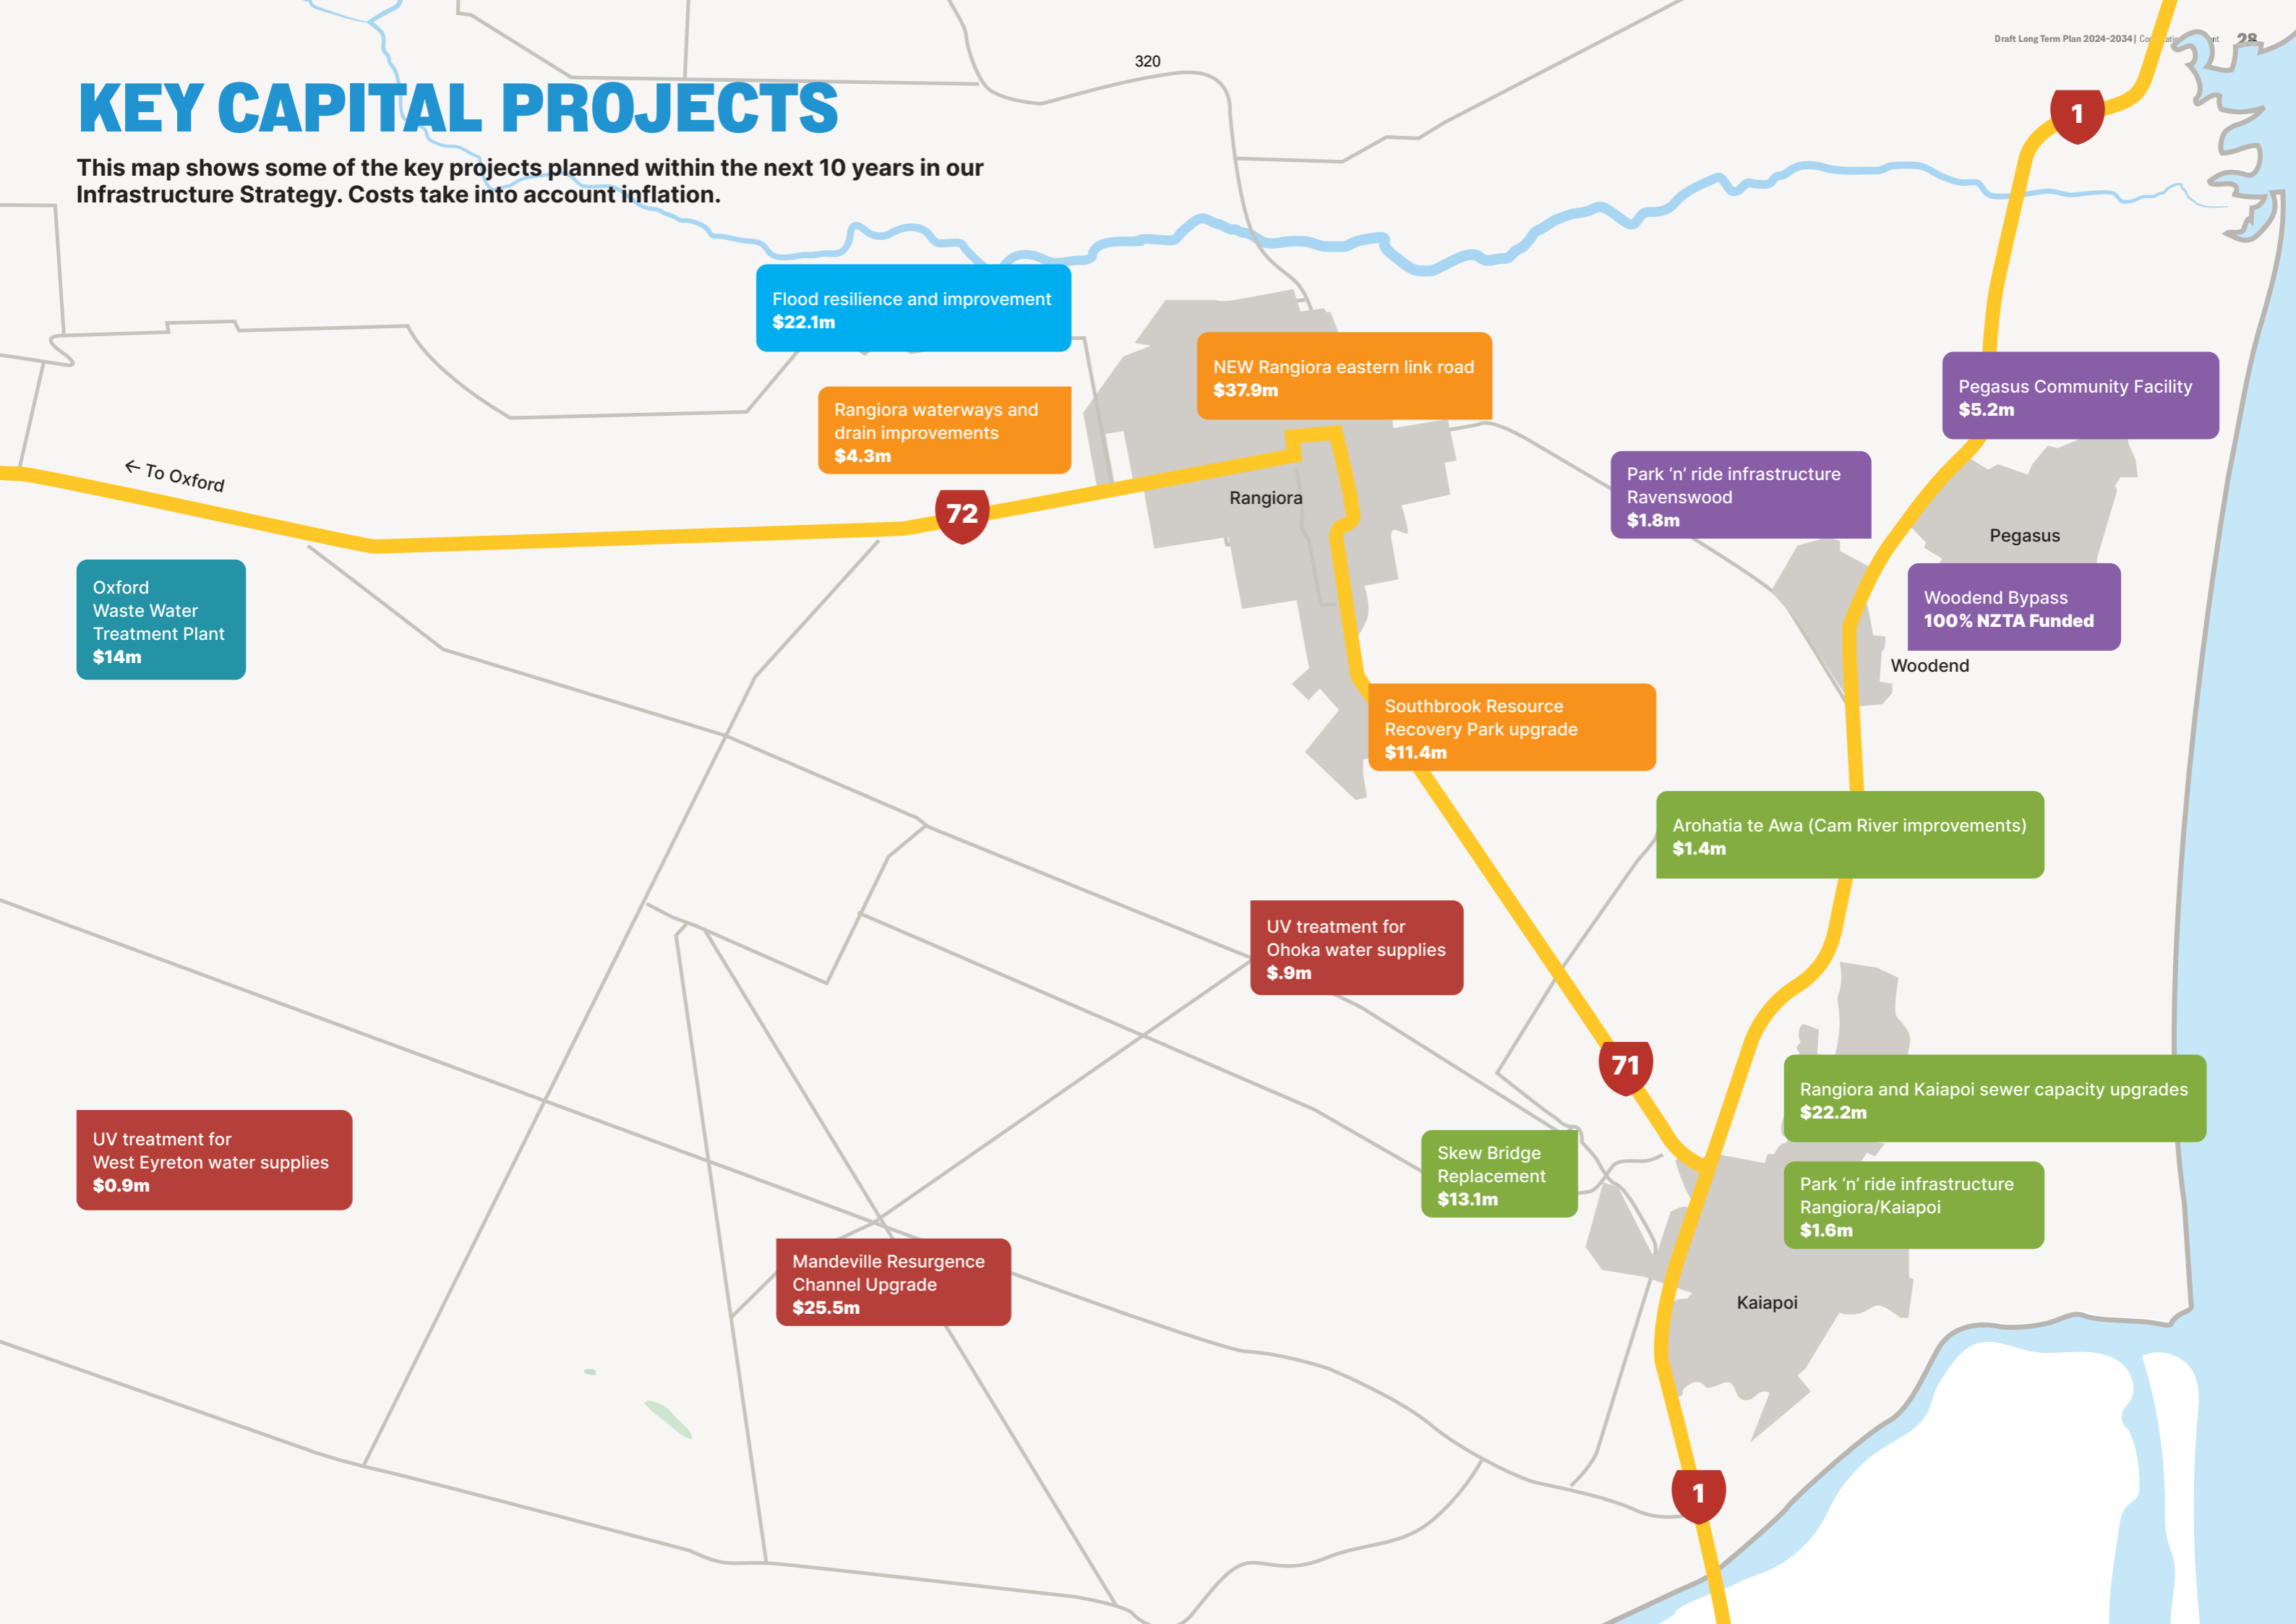 Draft Long Term Plan 2024-2034 |
28
320
KEY CAPITAL PROJECTS
This map shows some of the key projects planned within the next 10 years in our
Infrastructure Strategy. Costs take into account inflation.
1
Flood resilience and improvement
$22.1m
NEW Rangiora eastern link road
$37.9m
Pegasus Community Facility
$5.2m
Rangiora waterways and
drain improvements
$4.3m
← To Oxford
72
Rangiora
Park ‘n’ ride infrastructure
Ravenswood
$1.8m
Pegasus
Oxford
Waste Water
Treatment Plant
$14m
Woodend Bypass
100% NZTA Funded
Woodend
Southbrook Resource
Recovery Park upgrade
$11.4m
Arohatia te Awa (Cam River improvements)
$1.4m
UV treatment for
Ohoka water supplies
$.9m
71
Rangiora and Kaiapoi sewer capacity upgrades
$22.2m
UV treatment for
West Eyreton water supplies
$0.9m
Skew Bridge
Replacement
$13.1m
Park ‘n’ ride infrastructure
Rangiora/Kaiapoi
$1.6m
Mandeville Resurgence
Channel Upgrade
$25.5m
Kaiapoi
1